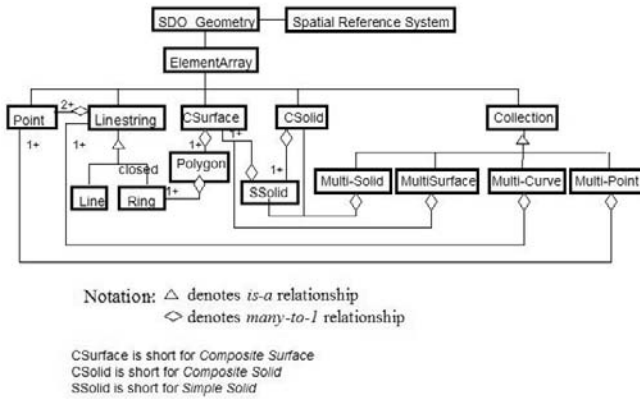 SDO_Geometry
Spatial Reference System
ElementArray
Point
2+
Linestring
CSurface
CSolid
Collection
1+
1+
1+
1+
closed
Polygon
1+
Line
Ring
1+
SSolid
Multi-Solid
MultiSurface
Multi-Curve
Multi-Point
Notation: △ denotes is-a relationship
◇ denotes many-to-1 relationship
CSurface is short for Composite Surface
CSolid is short for Composite Solid
SSolid is short for Simple Solid